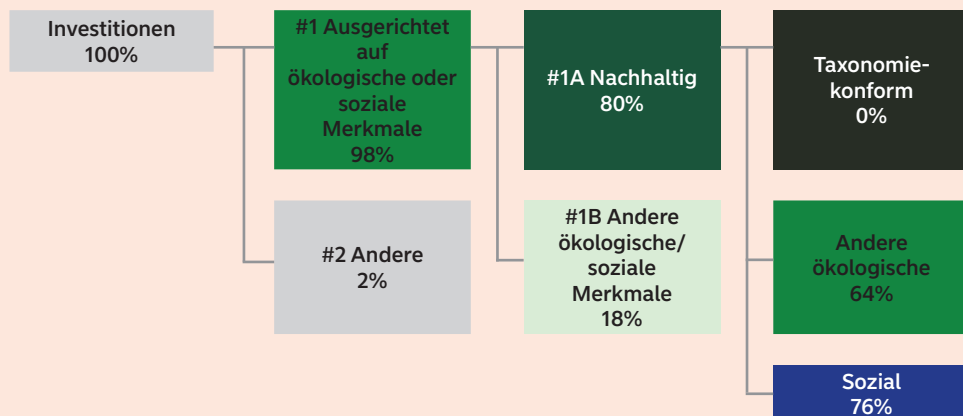 Investitionen
100%
#1 Ausgerichtet
auf
ökologische oder
soziale
Merkmale
98%
#1A Nachhaltig
80%
Taxonomie-
konform
0%
#2 Andere
2%
#1B Andere
ökologische/
soziale
Merkmale
18%
Andere
ökologische
64%
Sozial
76%